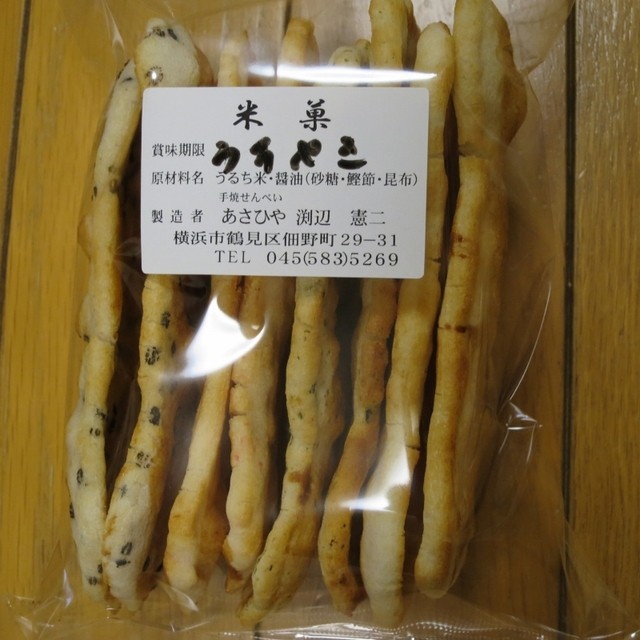 米菓
賞味期限
原材料名 うるち米・醤油(砂糖・鰹節・昆布)
手焼せんべい
製造者 あさひや 渕辺 憲二
横浜市鶴見区佃野町29-31
TEL 045(583)5269